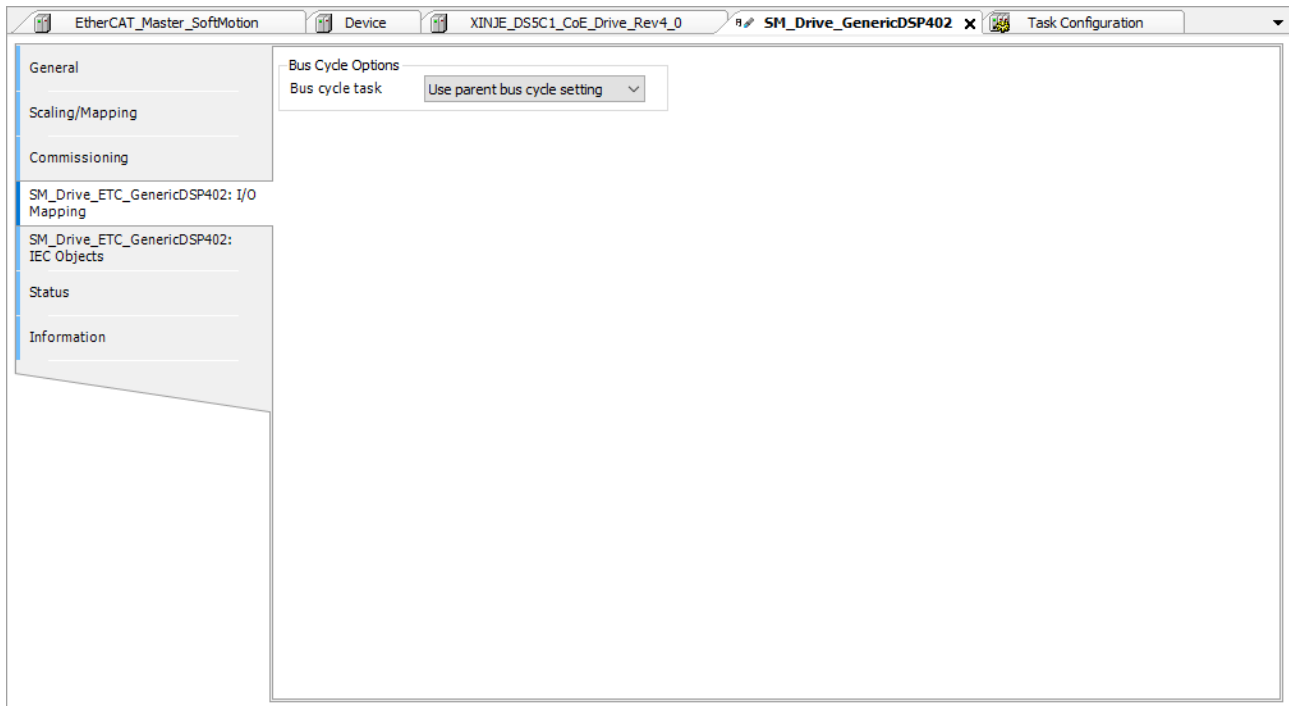 EtherCAT_Master_SoftMotion
Device
XINJE_DS5C1_CoE_Drive_Rev4_0
SM_Drive_GenericDSP402
Task Configuration
General
Scaling/Mapping
Commissioning
SM_Drive_ETC_GenericDSP402: I/O
Mapping
SM_Drive_ETC_GenericDSP402:
IEC Objects
Status
Information
Bus Cycle Options
Bus cycle task
Use parent bus cycle setting